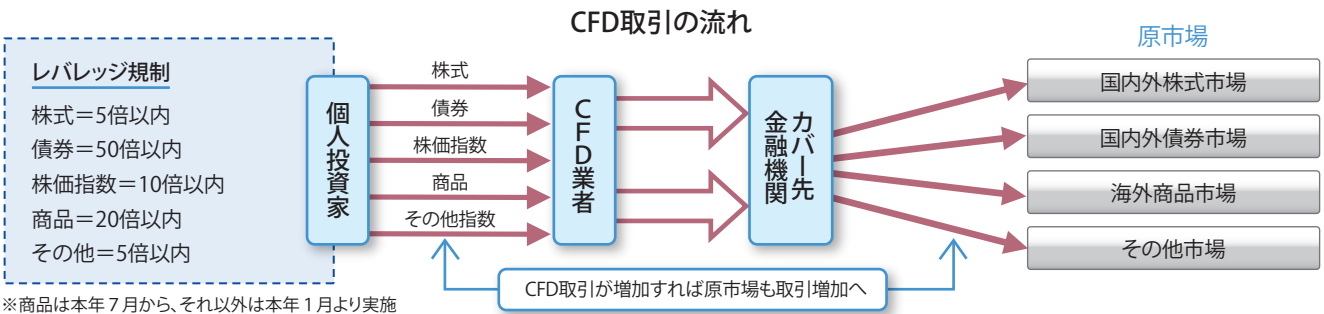 CFD取引の流れ
レバレッジ規制
株式=5倍以内
債券=50倍以内
株価指数=10倍以内
商品=20倍以内
その他=5倍以内
※商品は本年7月から、それ以外は本年1月より実施
個人投資家
株式
債券
株価指数
商品
その他指数
CFD業者
カバー先
金融機関
原市場
国内外株式市場
国内外債券市場
海外商品市場
その他市場
CFD取引が増加すれば原市場も取引増加へ